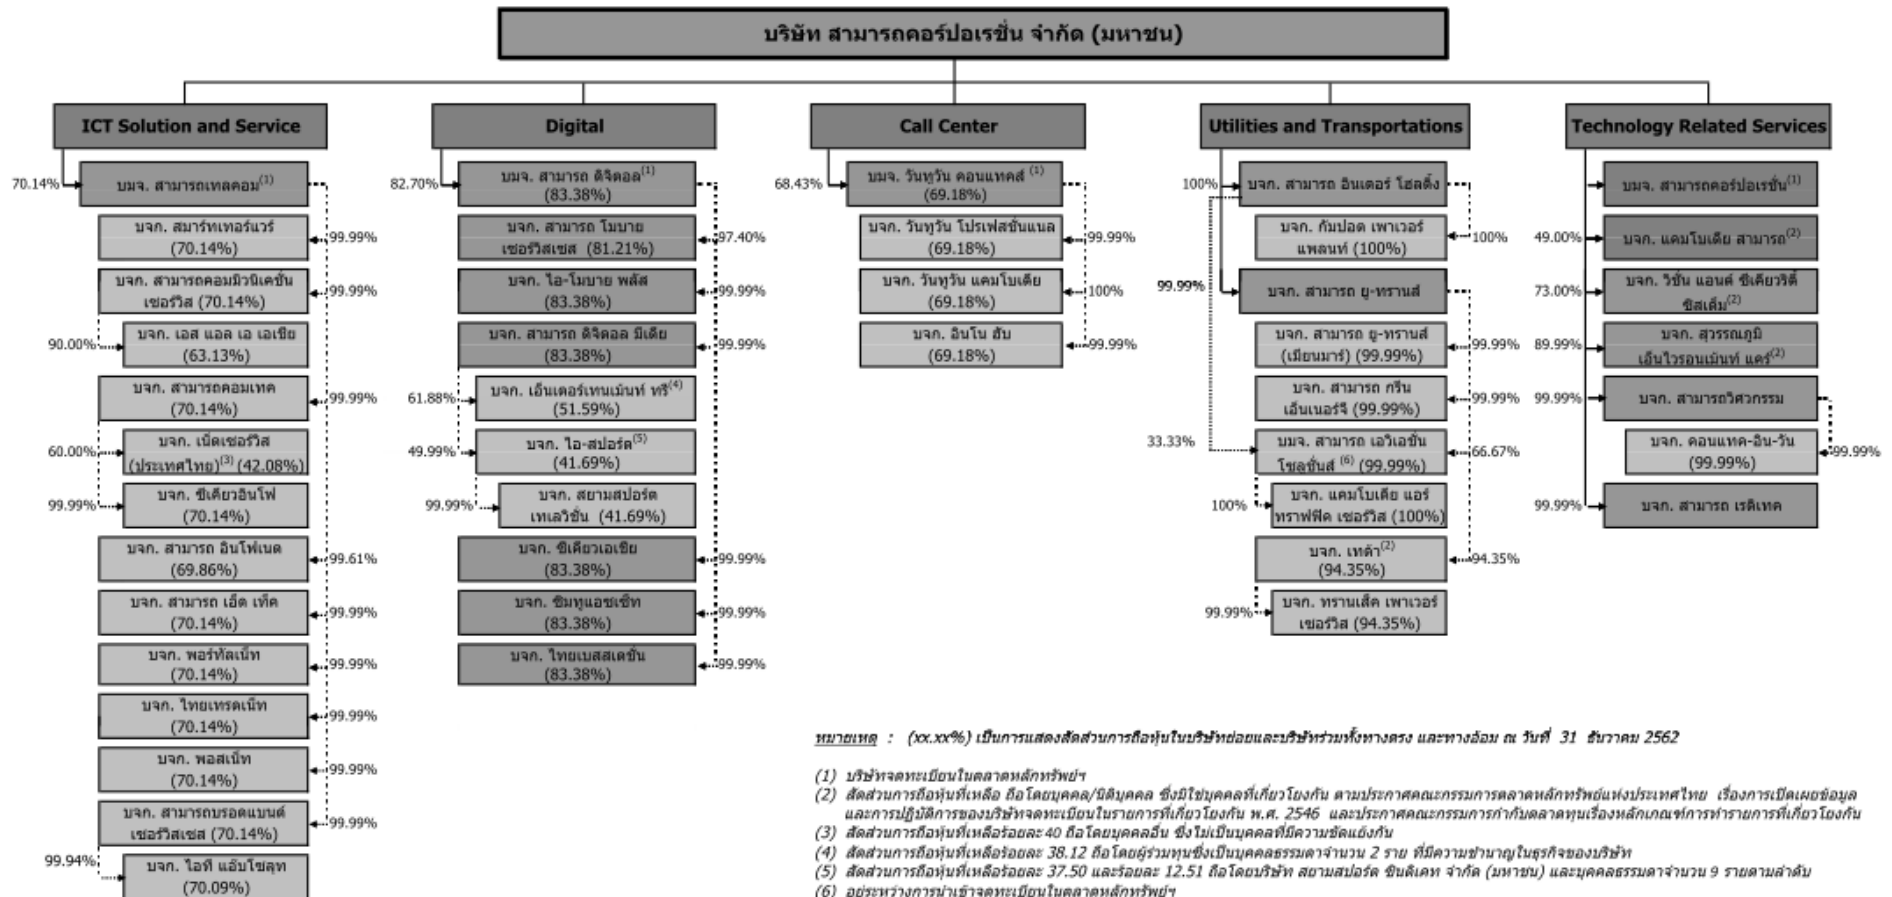 บริษัท สามารถคอร์ปอเรชั่น จำกัด (มหาชน)
ICT Solution and Service
70.14%
บมจ. สามารถเทลคอม(1)
บจก. สมาร์ทเทอร์แวร์
(70.14%)
99.99%
บจก. สามารถคอมมิวนิเคชั่น
เซอร์วิส (70.14%)
99.99%
90.00%
บจก. เอส แอล เอ เอเชีย
(63.13%)
บจก. สามารถคอมเทค
(70.14%)
99.99%
60.00%
บจก. เน็ตเซอร์วิส
(ประเทศไทย)(3) (42.08%)
99.99%
บจก. ซีเคียวอินโฟ
(70.14%)
บจก. สามารถ อินโฟเนต
(69.86%)
99.61%
บจก. สามารถ เอ็ด เท็ค
(70.14%)
99.99%
บจก. พอร์ทัลเน็ท
(70.14%)
99.99%
บจก. ไทยเทรดเน็ท
(70.14%)
99.99%
บจก. พอสเน็ท
(70.14%)
99.99%
บจก. สามารถบรอดแบนด์
เซอร์วิสเซส (70.14%)
99.99%
99.94%
บจก. ไอที แอ๊บโซลูท
(70.09%)
Digital
82.70%
บมจ. สามารถ ดิจิตอล(1)
(83.38%)
บจก. สามารถ โมบาย
เซอร์วิสเซส (81.21%)
97.40%
บจก. ไอ-โมบาย พลัส
(83.38%)
99.99%
บจก. สามารถ ดิจิตอล มีเดีย
(83.38%)
99.99%
61.88%
บจก. เอ็นเตอร์เทนเม้นท์ ทรี(4)
(51.59%)
49.99%
บจก. ไอ-สปอร์ต(5)
(41.69%)
99.99%
บจก. สยามสปอร์ต
เทเลวิชั่น (41.69%)
บจก. ซีเคียวเอเชีย
(83.38%)
99.99%
บจก. ซิมทูแอซเซ็ท
(83.38%)
99.99%
บจก. ไทยเบสสเตชั่น
(83.38%)
99.99%
Call Center
68.43%
บมจ. วันทูวัน คอนแทคส์ (1)
(69.18%)
บจก. วันทูวัน โปรเฟสชั่นแนล
(69.18%)
99.99%
บจก. วันทูวัน แคมโบเดีย
(69.18%)
100%
บจก. อินโน ฮับ
(69.18%)
99.99%
Utilities and Transportations
100%
บจก. สามารถ อินเตอร์ โฮลดิ้ง
บจก. กัมปอต เพาเวอร์
แพลนท์ (100%)
100%
99.99%
บจก. สามารถ ยู-ทรานส์
บจก. สามารถ ยู-ทรานส์
(เมียนมาร์) (99.99%)
99.99%
บจก. สามารถ กรีน
เอ็นเนอร์จี (99.99%)
99.99%
33.33%
บมจ. สามารถ เอวิเอชั่น
โซลูชั่นส์ (6) (99.99%)
66.67%
100%
บจก. แคมโบเดีย แอร์
ทราฟฟิค เซอร์วิส (100%)
บจก. เทด้า(2)
(94.35%)
94.35%
99.99%
บจก. ทรานเส็ค เพาเวอร์
เซอร์วิส (94.35%)
Technology Related Services
บมจ. สามารถคอร์ปอเรชั่น(1)
49.00%
บจก. แคมโบเดีย สามารถ(2)
73.00%
บจก. วิชั่น แอนด์ ซีเคียวริตี้
ซิสเต็ม(2)
89.99%
บจก. สุวรรณภูมิ
เอ็นไวรอนเม้นท์ แคร์(2)
99.99%
บจก. สามารถวิศวกรรม
บจก. คอนแทค-อิน-วัน
(99.99%)
99.99%
99.99%
บจก. สามารถ เรดิเทค
หมายเหตุ : (xx.xx%) เป็นการแสดงสัดส่วนการถือหุ้นในบริษัทย่อยและบริษัทร่วมทั้งทางตรง และทางอ้อม ณ วันที่ 31 ธันวาคม 2562
(1) บริษัทจดทะเบียนในตลาดหลักทรัพย์ฯ
(2) สัดส่วนการถือหุ้นที่เหลือ ถือโดยบุคคล/นิติบุคคล ซึ่งมิใช่บุคคลที่เกี่ยวโยงกัน ตามประกาศคณะกรรมการตลาดหลักทรัพย์แห่งประเทศไทย เรื่องการเปิดเผยข้อมูล
และการปฏิบัติการของบริษัทจดทะเบียนในรายการที่เกี่ยวโยงกัน พ.ศ. 2546 และประกาศคณะกรรมการกำกับตลาดทุนเรื่องหลักเกณฑ์การทำรายการที่เกี่ยวโยงกัน
(3) สัดส่วนการถือหุ้นที่เหลือร้อยละ 40 ถือโดยบุคคลอื่น ซึ่งไม่เป็นบุคคลที่มีความขัดแย้งกัน
(4) สัดส่วนการถือหุ้นที่เหลือร้อยละ 38.12 ถือโดยผู้ร่วมทุนซึ่งเป็นบุคคลธรรมดาจำนวน 2 ราย ที่มีความชำนาญในธุรกิจของบริษัท
(5) สัดส่วนการถือหุ้นที่เหลือร้อยละ 37.50 และร้อยละ 12.51 ถือโดยบริษัท สยามสปอร์ต ซินดิเคท จำกัด (มหาชน) และบุคคลธรรมดาจำนวน 9 รายตามลำดับ
(6) อยู่ระหว่างการนำเข้าจดทะเบียนในตลาดหลักทรัพย์ฯ